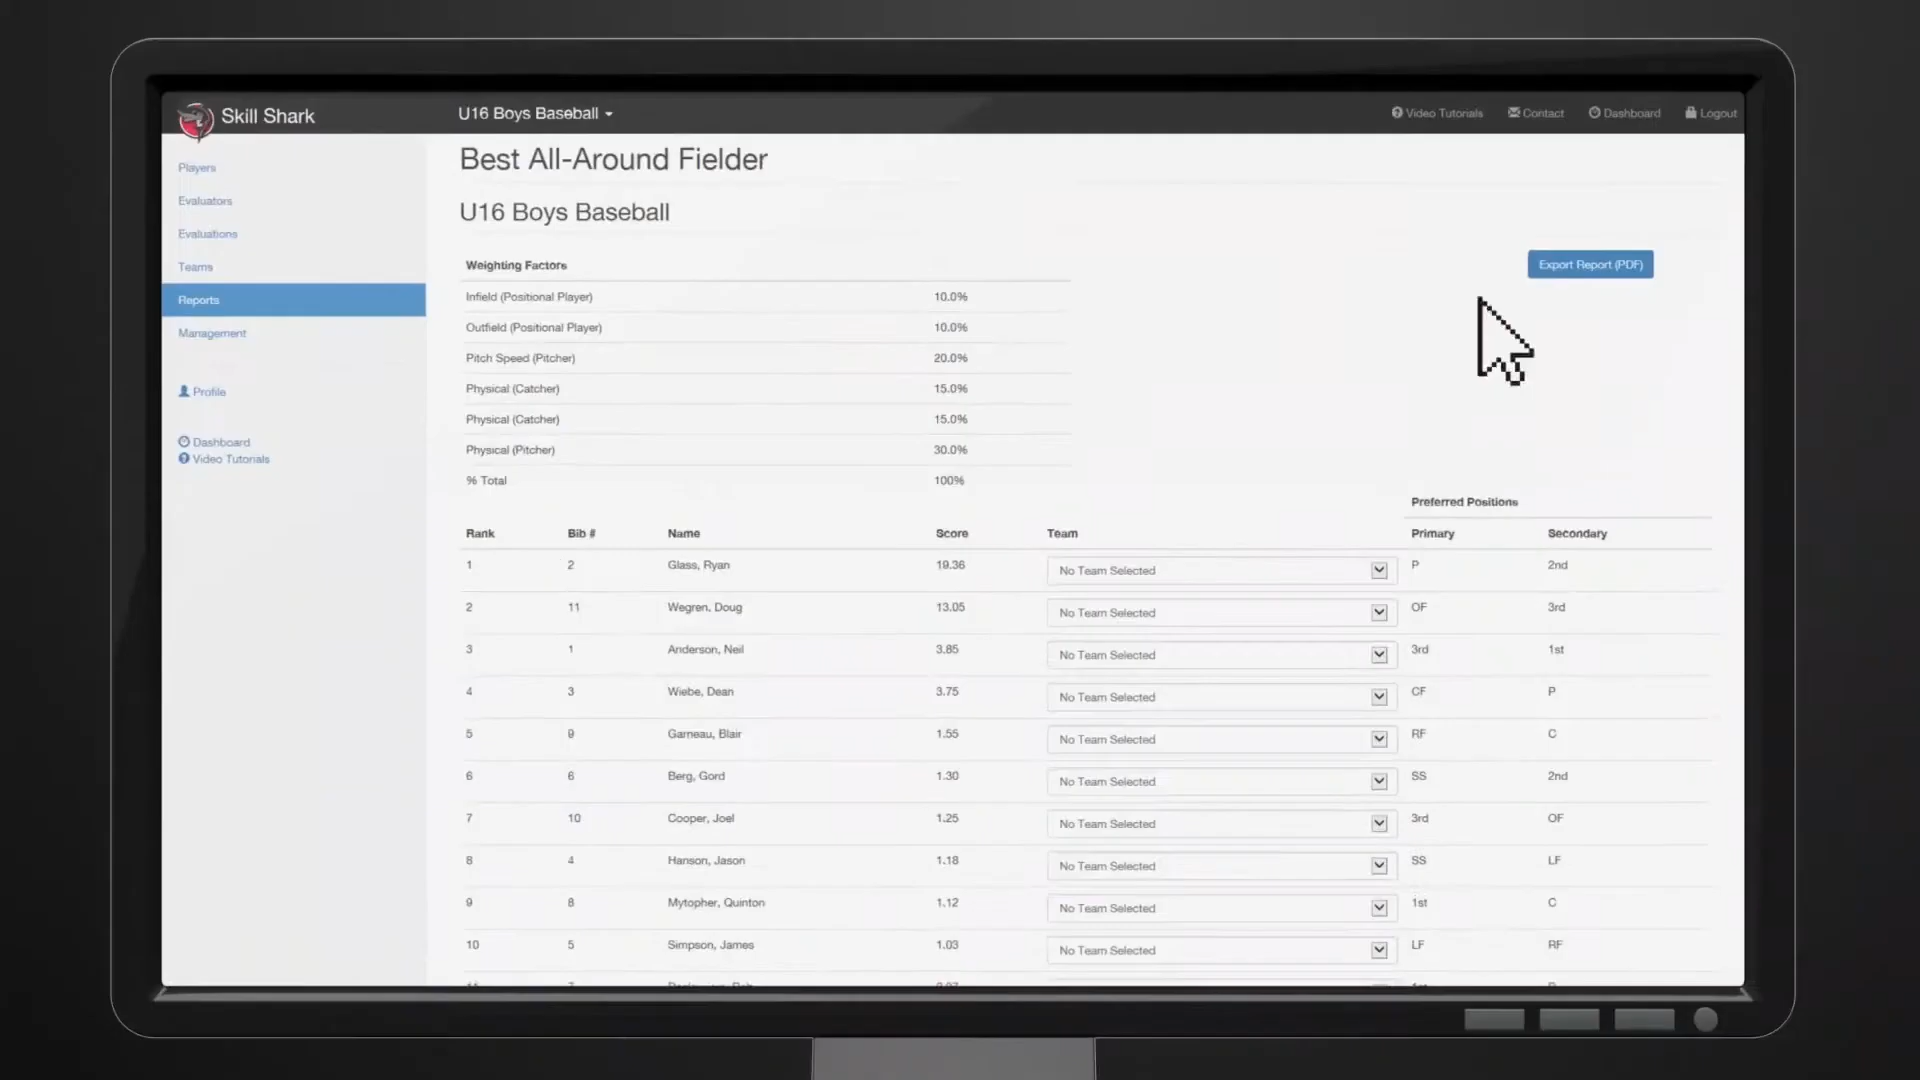 Skill Shark
U16 Boys Baseball
Video Tutorials
Contact
Dashboard
Logout
Players
Evaluators
Evaluations
Teams
Reports
Management
Profile
Dashboard
Video Tutorials
Best All-Around Fielder
U16 Boys Baseball
Export Report (PDF)
Weighting Factors
Infield (Positional Player) 10.0%
Outfield (Positional Player) 10.0%
Pitch Speed (Pitcher) 20.0%
Physical (Catcher) 15.0%
Physical (Catcher) 15.0%
Physical (Pitcher) 30.0%
% Total 100%
Preferred Positions
Rank Bib # Name Score Team Primary Secondary
1 2 Glass, Ryan 19.36 No Team Selected P 2nd
2 11 Wegren, Doug 13.05 No Team Selected OF 3rd
3 1 Anderson, Neil 3.85 No Team Selected 3rd 1st
4 3 Wiebe, Dean 3.75 No Team Selected CF P
5 9 Garneau, Blair 1.55 No Team Selected RF C
6 6 Berg, Gord 1.30 No Team Selected SS 2nd
7 10 Cooper, Joel 1.25 No Team Selected 3rd OF
8 4 Hanson, Jason 1.18 No Team Selected SS LF
9 8 Mytopher, Quinton 1.12 No Team Selected 1st C
10 5 Simpson, James 1.03 No Team Selected LF RF